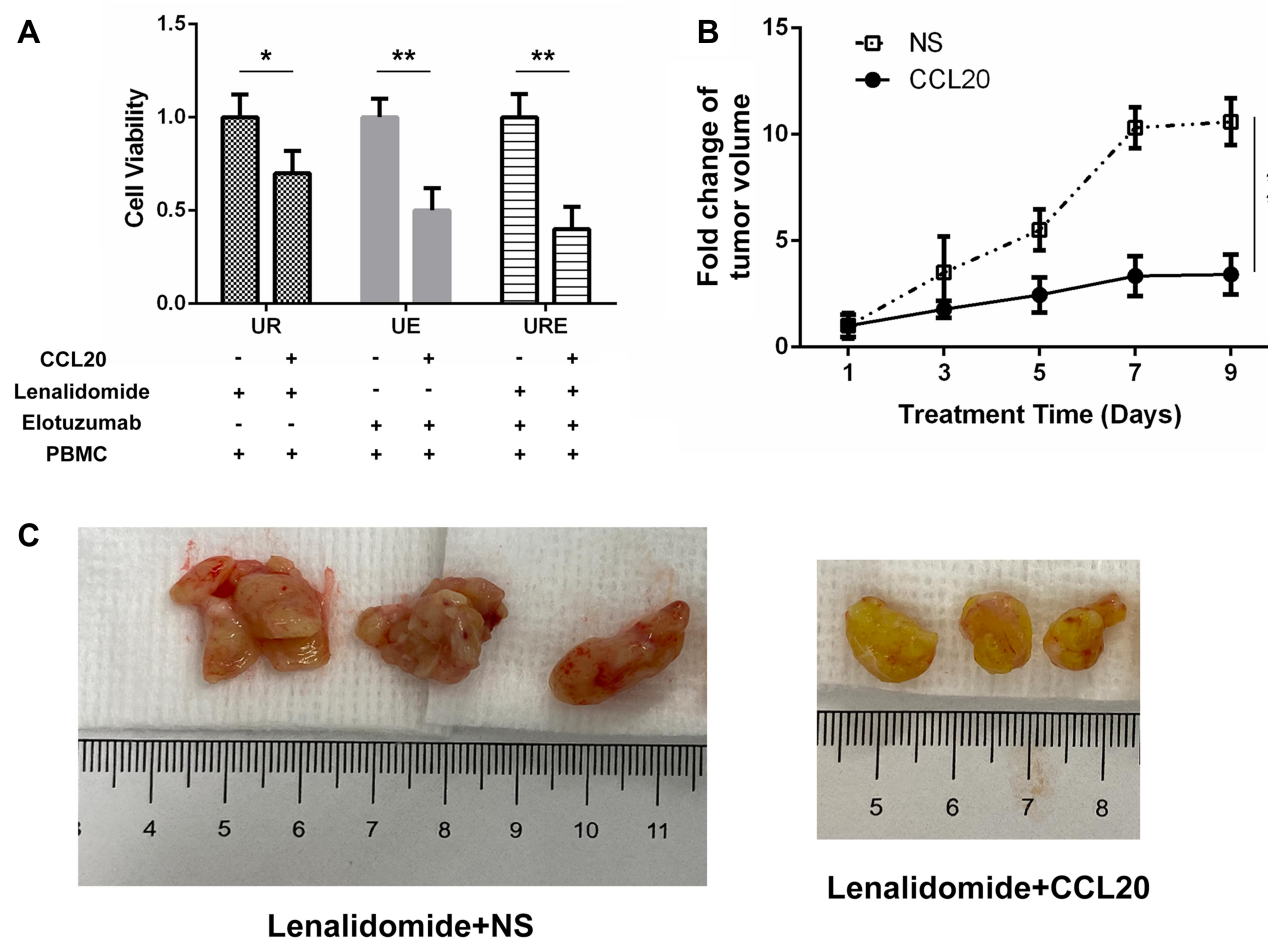 A
1.5
1.0
0.5
0.0
Cell Viability
*
**
**
UR
UE
URE
CCL20 - + - + - +
Lenalidomide + + - - + +
Elotuzumab - - + + + +
PBMC + + + + + +
B
15
10
5
0
Fold change of
tumor volume
NS
CCL20
1 3 5 7 9
Treatment Time (Days)
C
4 5 6 7 8 9 10 11
Lenalidomide+NS
5 6 7 8
Lenalidomide+CCL20